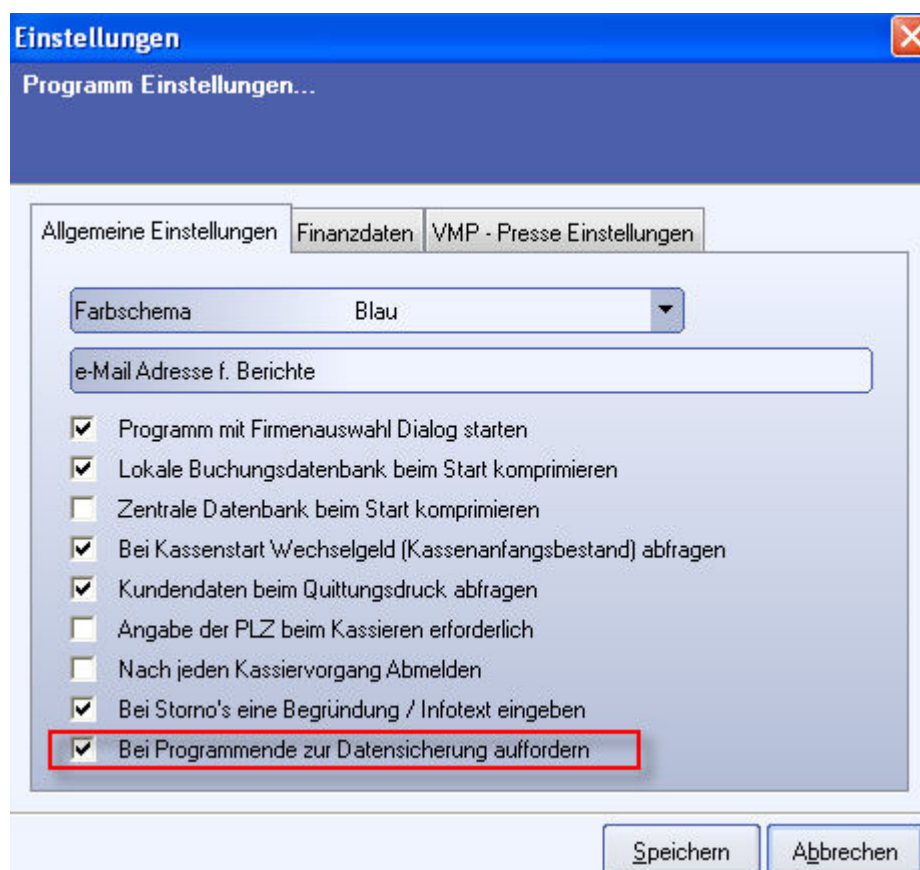 Einstellungen
Programm Einstellungen...
Allgemeine Einstellungen Finanzdaten VMP - Presse Einstellungen
Farbschema Blau
e-Mail Adresse f. Berichte
Programm mit Firmenauswahl Dialog starten
Lokale Buchungsdatenbank beim Start komprimieren
Zentrale Datenbank beim Start komprimieren
Bei Kassenstart Wechselgeld (Kassenanfangsbestand) abfragen
Kundendaten beim Quittungsdruck abfragen
Angabe der PLZ beim Kassieren erforderlich
Nach jeden Kassiervorgang Abmelden
Bei Storno's eine Begründung / Infotext eingeben
Bei Programmende zur Datensicherung auffordern
Speichern Abbrechen